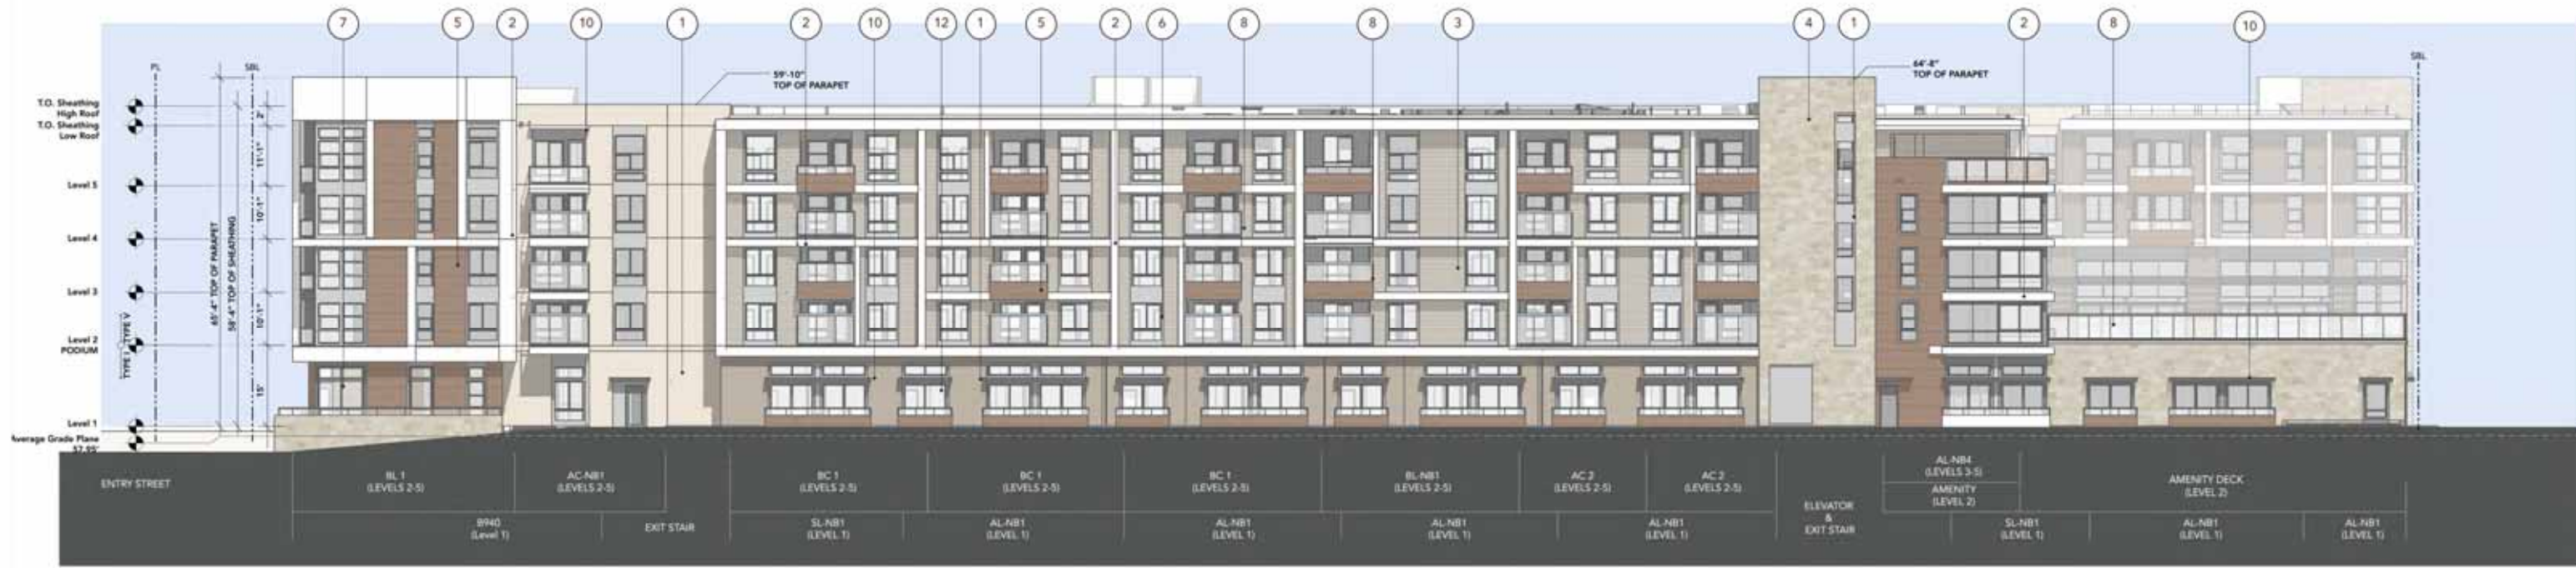 7 5 2 10 1 2 10 12 1 5 2 6 8 8 3 4 1 2 8 10
PL
SBL
59'-10"
TOP OF PARAPET
64'-8"
TOP OF PARAPET
SBL
T.O. Sheathing
High Roof
T.O. Sheathing
Low Roof
Level 5
Level 4
Level 3
Level 2
PODIUM
Level 1
Average Grade Plane
57.95'
TYPE I TYPE V
65'-4" TOP OF PARAPET
58'-4" TOP OF SHEATHING
2'
11'-1"
10'-1"
10'-1"
15'
ENTRY STREET
BL 1
(LEVELS 2-5)
AC-NB1
(LEVELS 2-5)
BC 1
(LEVELS 2-5)
BC 1
(LEVELS 2-5)
BC 1
(LEVELS 2-5)
BL-NB1
(LEVELS 2-5)
AC 2
(LEVELS 2-5)
AC 2
(LEVELS 2-5)
AL-NB4
(LEVELS 3-5)
AMENITY
(LEVEL 2)
AMENITY DECK
(LEVEL 2)
B940
(Level 1)
EXIT STAIR
SL-NB1
(LEVEL 1)
AL-NB1
(LEVEL 1)
AL-NB1
(LEVEL 1)
AL-NB1
(LEVEL 1)
AL-NB1
(LEVEL 1)
ELEVATOR
&
EXIT STAIR
SL-NB1
(LEVEL 1)
AL-NB1
(LEVEL 1)
AL-NB1
(LEVEL 1)